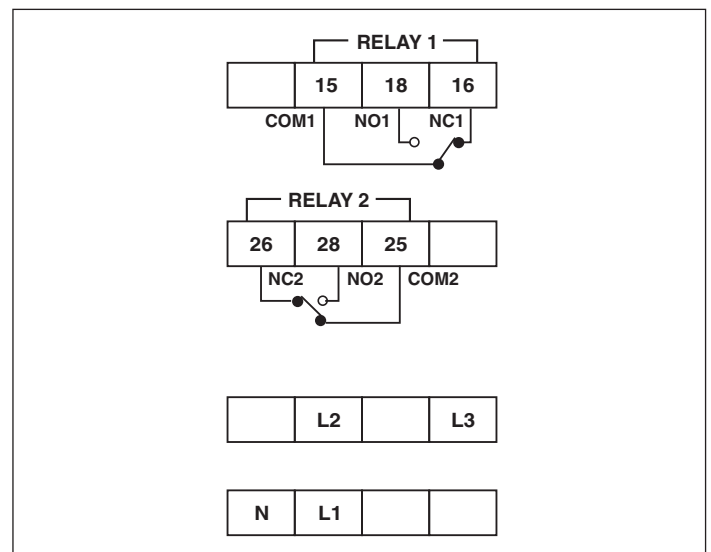 RELAY 1
15 18 16
COM1 NO1 NC1
RELAY 2
26 28 25
NC2 NO2 COM2
L2 L3
N L1